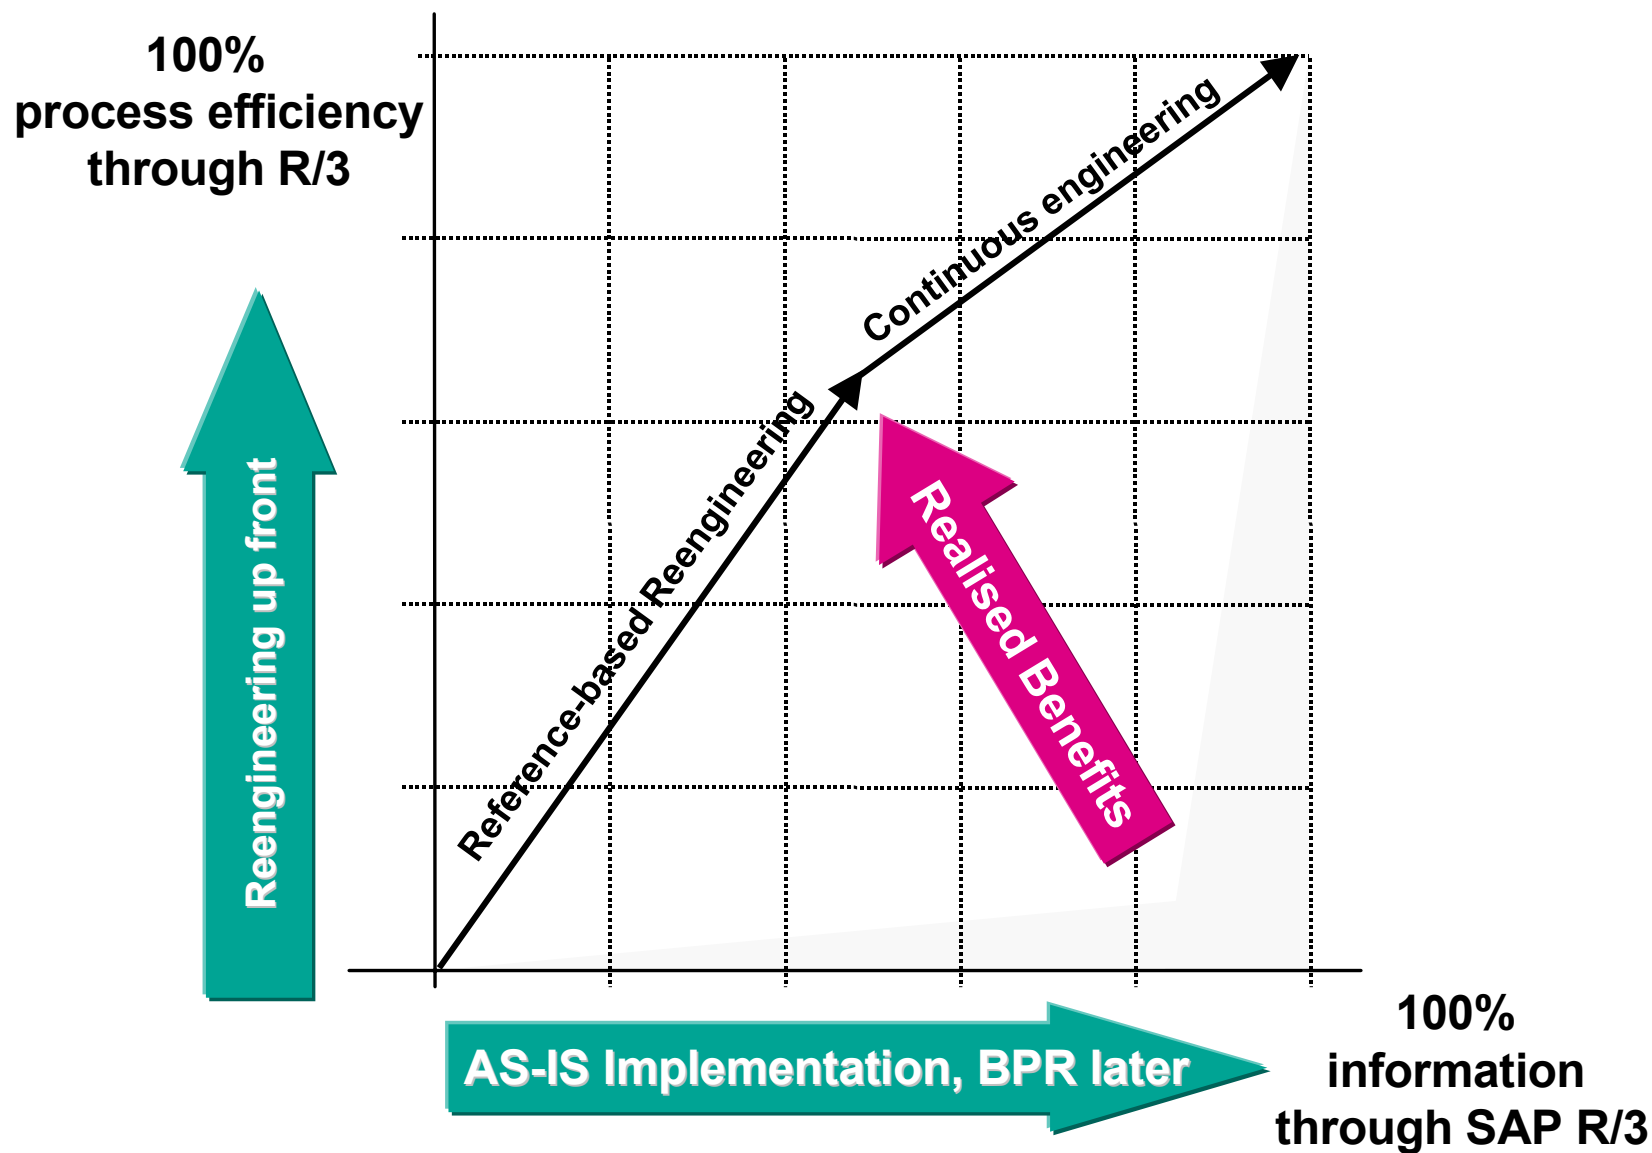 100%
process efficiency
through R/3
Continuous engineering
Reference-based Reengineering
Reengineering up front
Realised Benefits
AS-IS Implementation, BPR later
100%
information
through SAP R/3